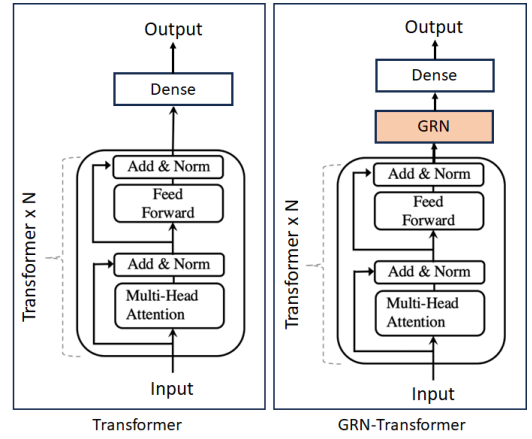 Output
Dense
Add & Norm
Feed
Forward
Add & Norm
Multi-Head
Attention
Transformer x N
Input
Transformer
Output
Dense
GRN
Add & Norm
Feed
Forward
Add & Norm
Multi-Head
Attention
Transformer x N
Input
GRN-Transformer